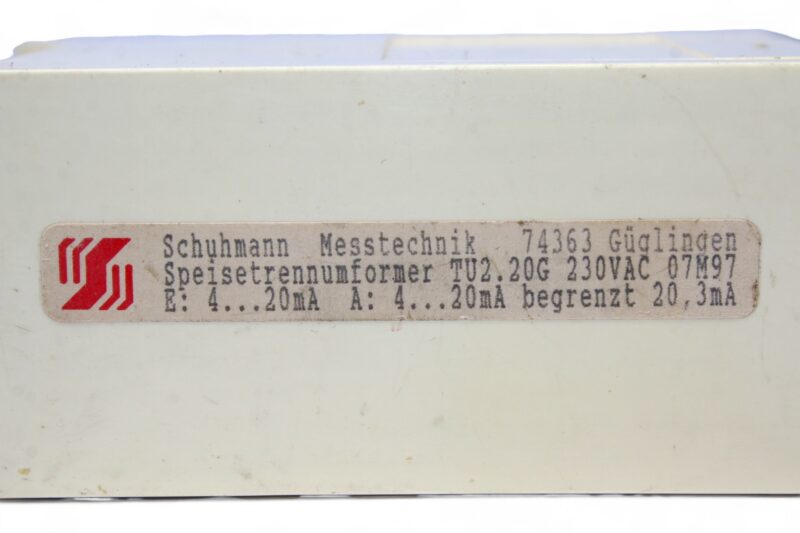 Schuhmann Messtechnik 74363 Güglingen
Speisetrennumformer TU2.20G 230VAC 07M97
E: 4...20mA A: 4...20mA begrenzt 20,3mA